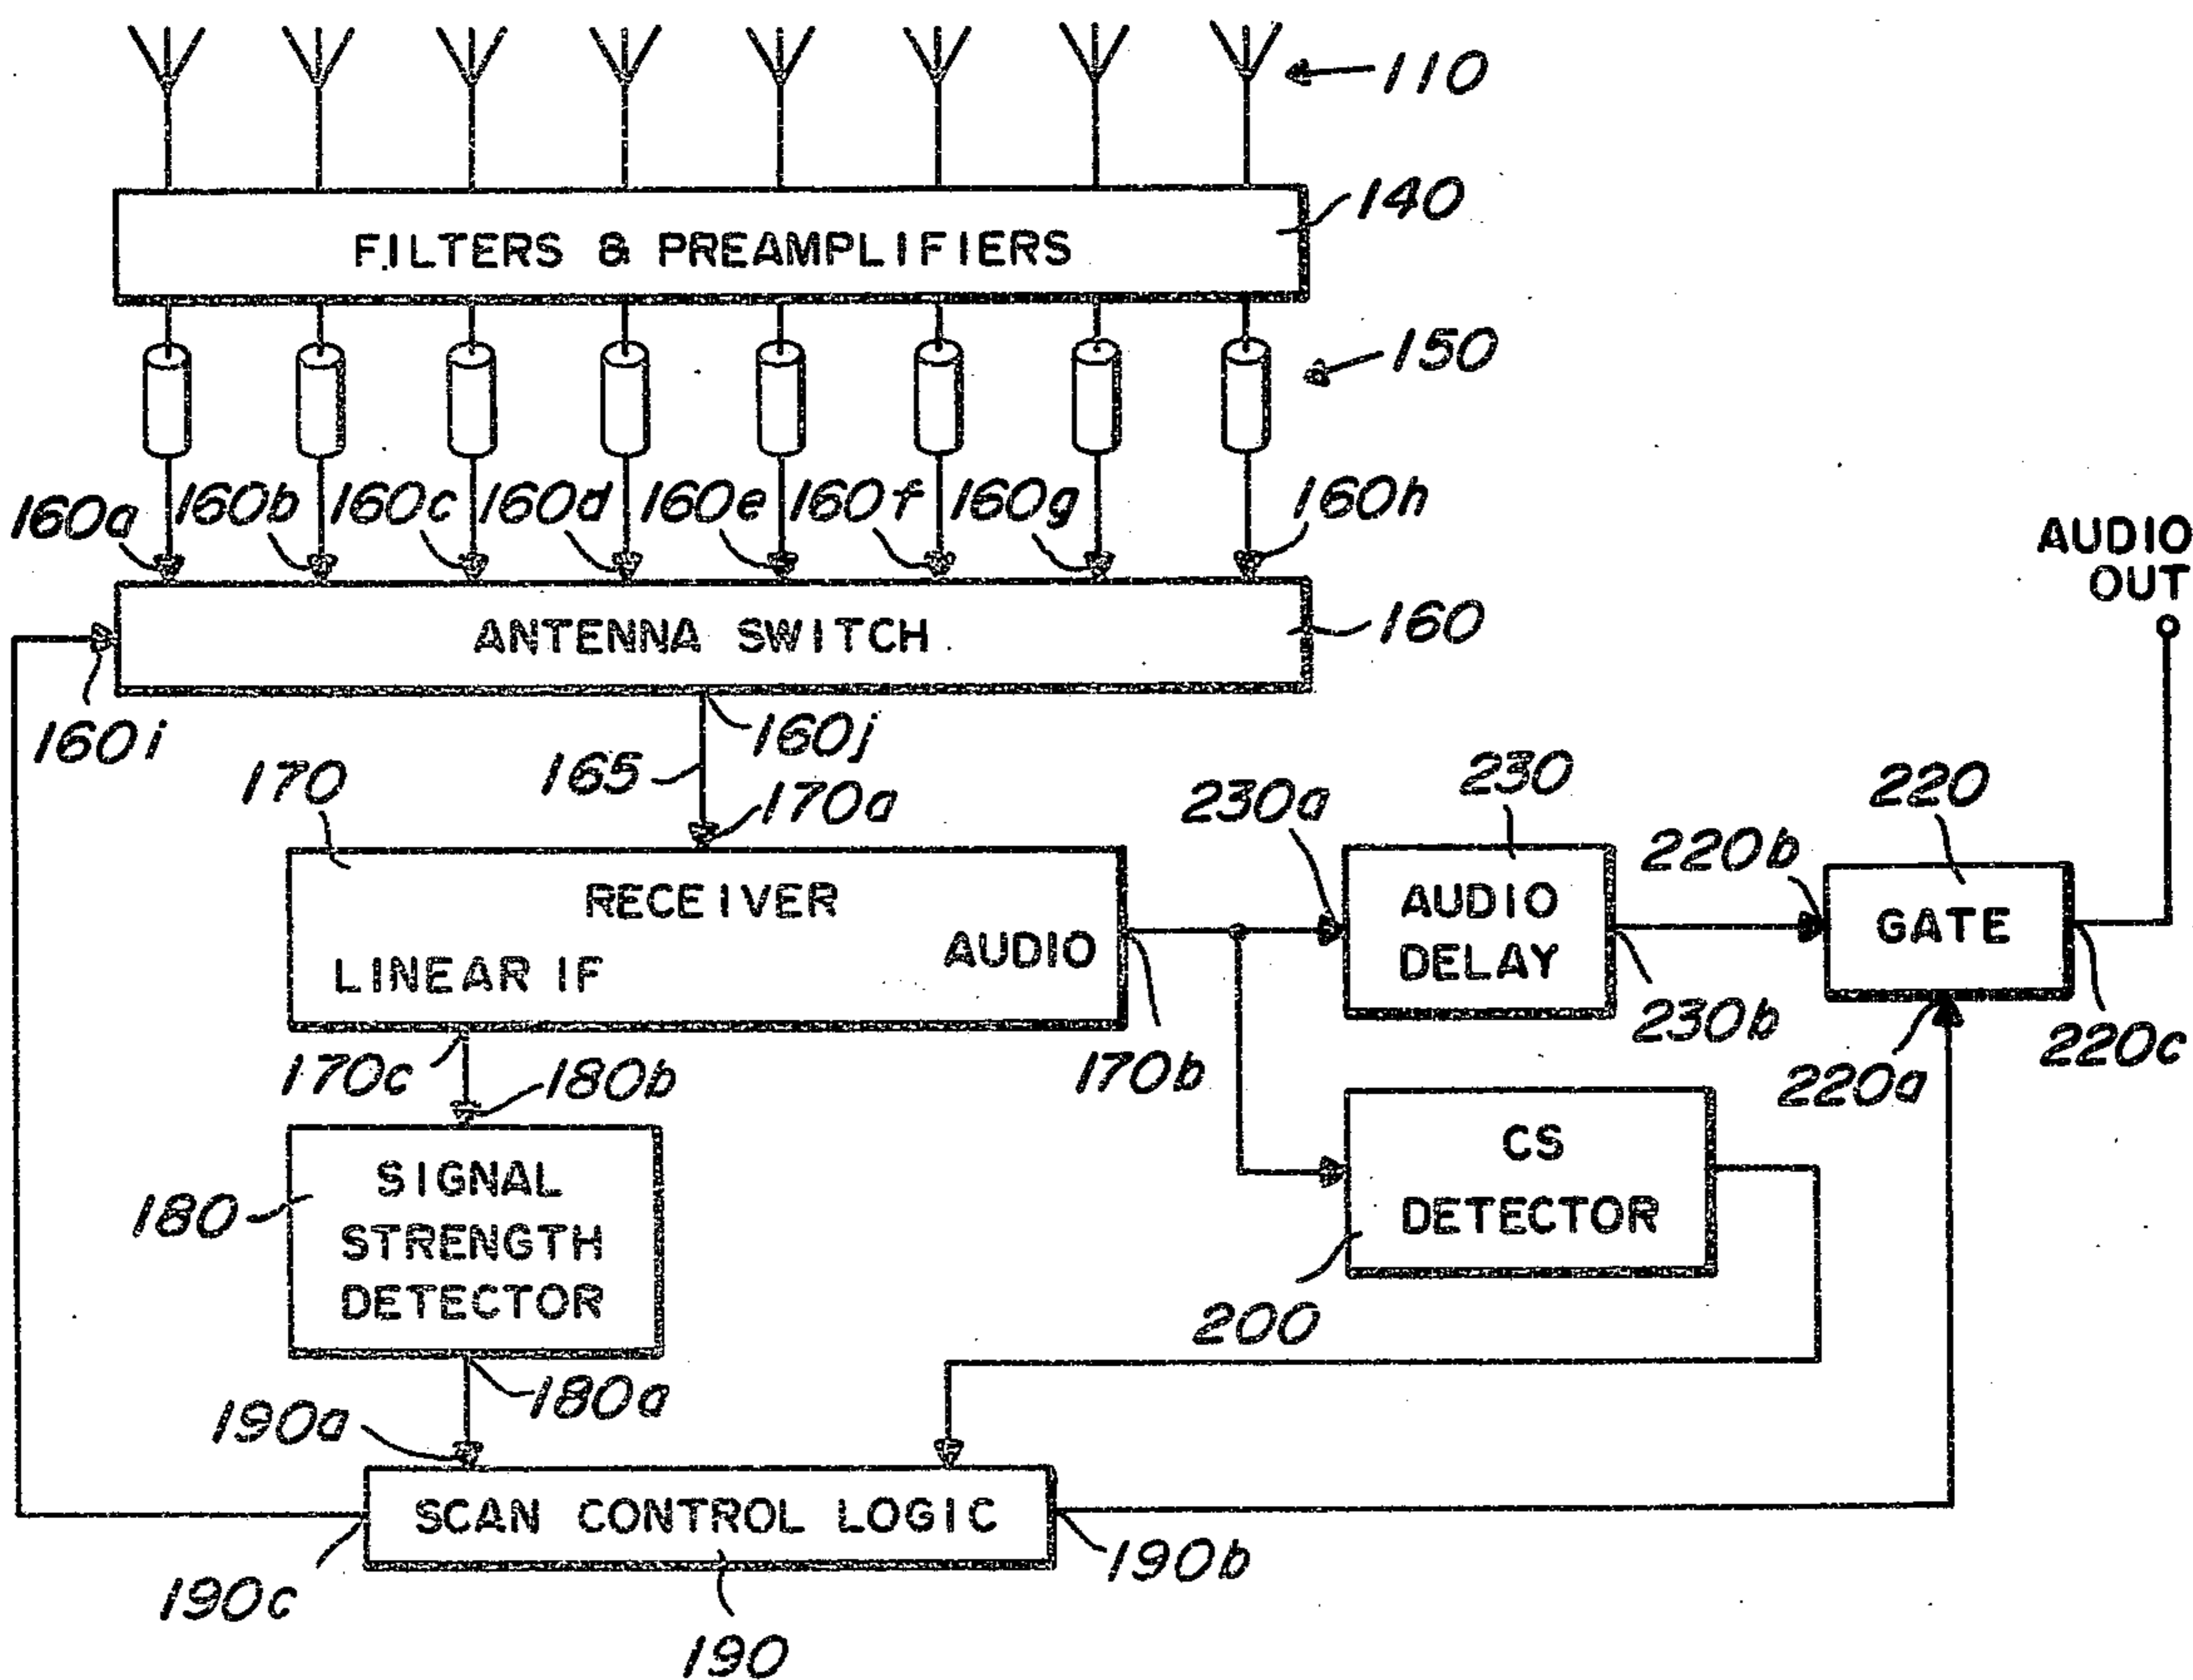 110
140
FILTERS & PREAMPLIFIERS
150
160a 160b 160c 160d 160e 160f 160g 160h
AUDIO
OUT
ANTENNA SWITCH
160
160i
160j
165
170
170a
230a
230
220b
220
RECEIVER
LINEAR IF
AUDIO
AUDIO
DELAY
GATE
170c
180b
170b
230b
220a
220c
180
SIGNAL
STRENGTH
DETECTOR
CS
DETECTOR
200
180a
190a
SCAN CONTROL LOGIC
190c
190b
190